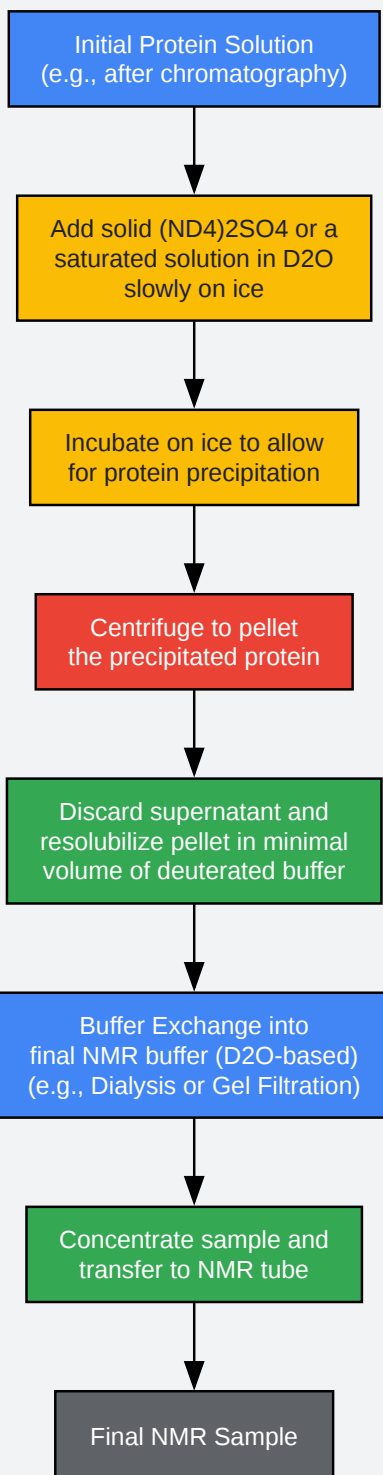 Initial Protein Solution
(e.g., after chromatography)
Add solid (ND4)2SO4 or a
saturated solution in D2O
slowly on ice
Incubate on ice to allow
for protein precipitation
Centrifuge to pellet
the precipitated protein
Discard supernatant and
resolubilize pellet in minimal
volume of deuterated buffer
Buffer Exchange into
final NMR buffer (D2O-based)
(e.g., Dialysis or Gel Filtration)
Concentrate sample and
transfer to NMR tube
Final NMR Sample